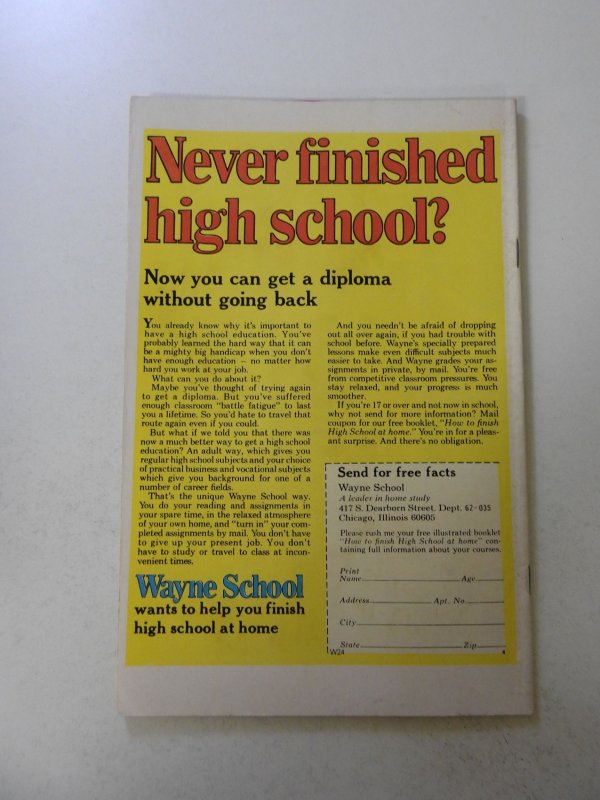 Never finished
high school?
Now you can get a diploma
without going back
You already know why it's important to
have a high school education. You've
probably learned the hard way that it can
be a mighty big handicap when you don't
have enough education – no matter how
hard you work at your job.
What can you do about it?
Maybe you've thought of trying again
to get a diploma. But you've suffered
enough classroom "battle fatigue" to last
you a lifetime. So you'd hate to travel that
route again even if you could.
But what if we told you that there was
now a much better way to get a high school
education? An adult way, which gives you
regular high school subjects and your choice
of practical business and vocational subjects
which give you background for one of a
number of career fields.
That's the unique Wayne School way.
You do your reading and assignments in
your spare time, in the relaxed atmosphere
of your own home, and "turn in" your com-
pleted assignments by mail. You don't have
to give up your present job. You don't
have to study or travel to class at incon-
venient times.
Wayne School
wants to help you finish
high school at home
And you needn't be afraid of dropping
out all over again, if you had trouble with
school before. Wayne's specially prepared
lessons make even difficult subjects much
easier to take. And Wayne grades your as-
signments in private, by mail. You're free
from competitive classroom pressures. You
stay relaxed, and your progress is much
smoother.
If you're 17 or over and not now in school,
why not send for more information? Mail
coupon for our free booklet, "How to finish
High School at home." You're in for a pleas-
ant surprise. And there's no obligation.
Send for free facts
Wayne School
A leader in home study
417 S. Dearborn Street, Dept. 62-035
Chicago, Illinois 60605
Please rush me your free illustrated booklet
"How to finish High School at home" con-
taining full information about your courses.
Print
Name Age
Address Apt. No.
City
State Zip
W24 4